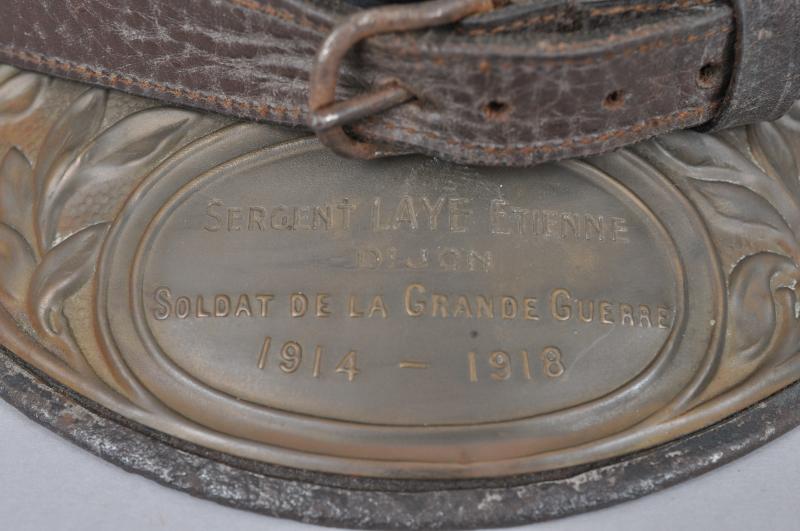 SERGENT LAYE ETIENNE
DIJON
SOLDAT DE LA GRANDE GUERRE
1914 - 1918